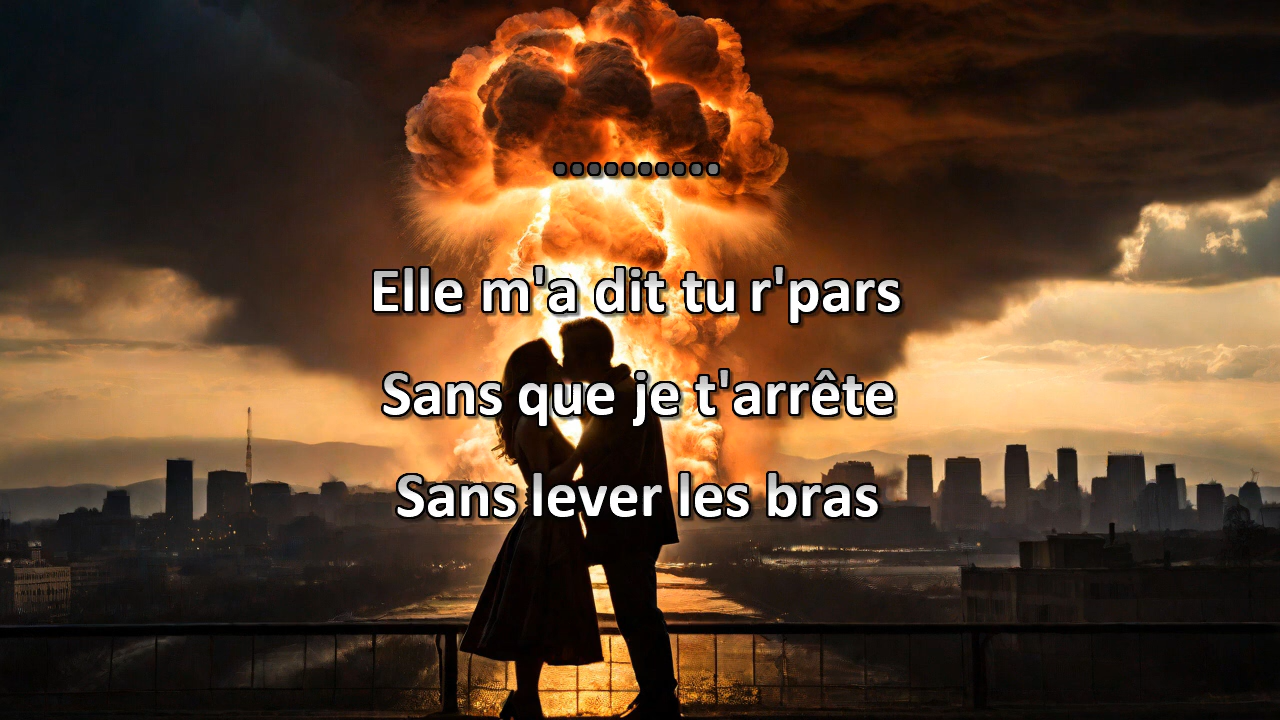 ..........
Elle m'a dit tu r'pars
Sans que je t'arrête
Sans lever les bras